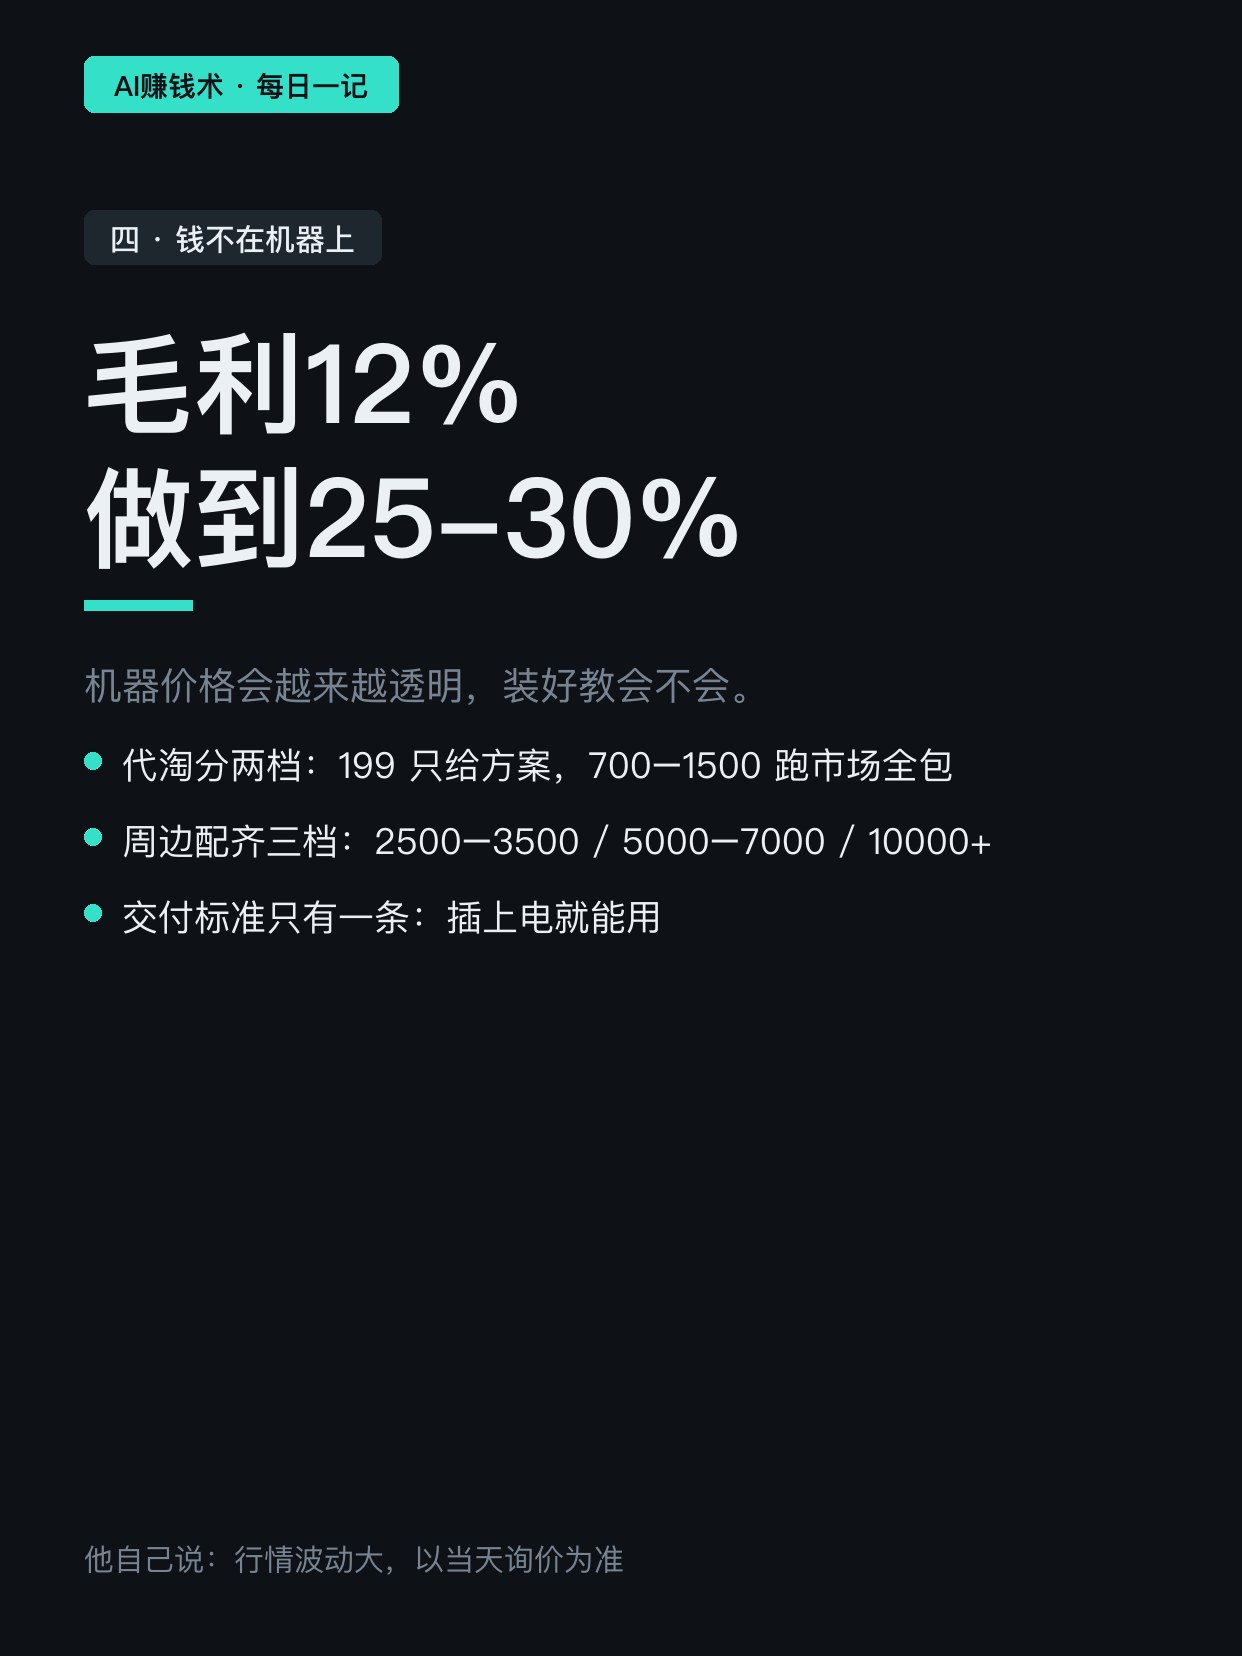 AI赚钱术 · 每日一记
四 · 钱不在机器上
毛利12%
做到25–30%
机器价格会越来越透明，装好教会不会。
代淘分两档：199 只给方案，700—1500 跑市场全包
周边配齐三档：2500—3500 / 5000—7000 / 10000+
交付标准只有一条：插上电就能用
他自己说：行情波动大，以当天询价为准